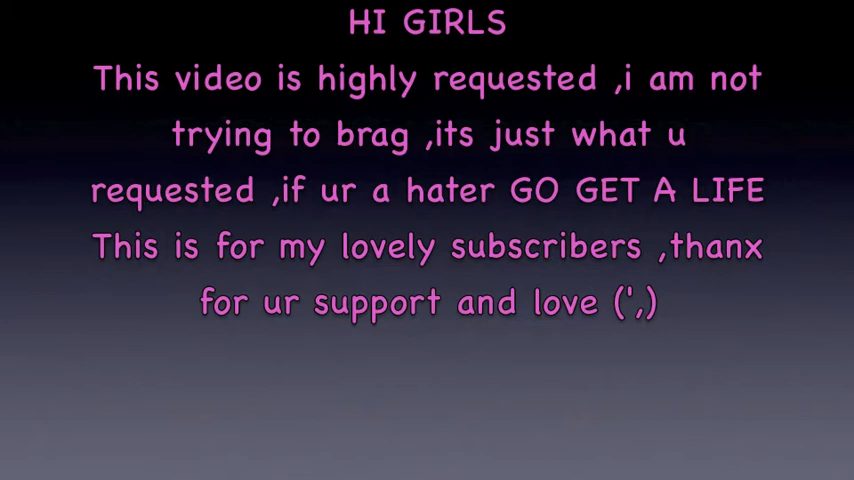 HI GIRLS
This video is highly requested ,i am not
trying to brag ,its just what u
requested ,if ur a hater GO GET A LIFE
This is for my lovely subscribers ,thanx
for ur support and love (',)